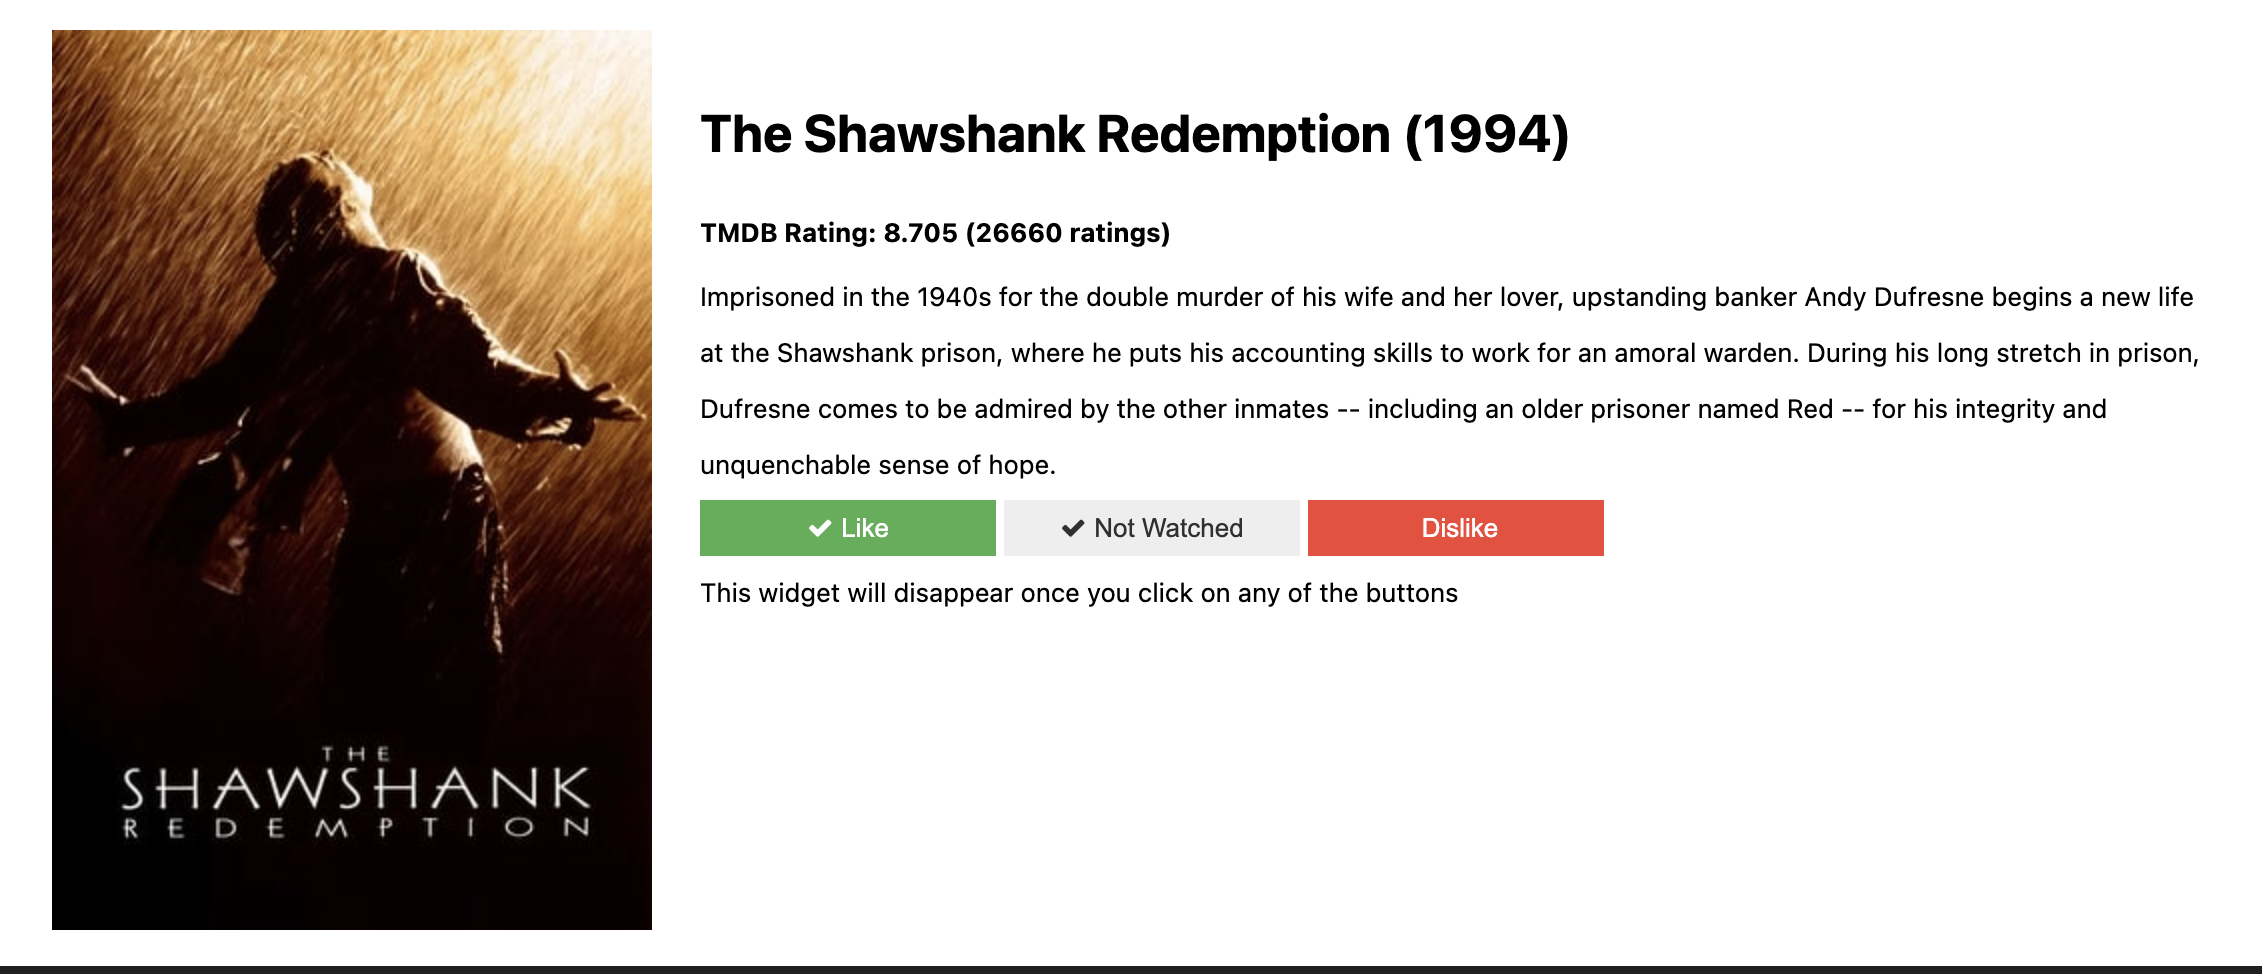 The Shawshank Redemption (1994)
TMDB Rating: 8.705 (26660 ratings)
Imprisoned in the 1940s for the double murder of his wife and her lover, upstanding banker Andy Dufresne begins a new life
at the Shawshank prison, where he puts his accounting skills to work for an amoral warden. During his long stretch in prison,
Dufresne comes to be admired by the other inmates -- including an older prisoner named Red -- for his integrity and
unquenchable sense of hope.
✔ Like ✔ Not Watched Dislike
This widget will disappear once you click on any of the buttons
THE
SHAWSHANK
REDEMPTION